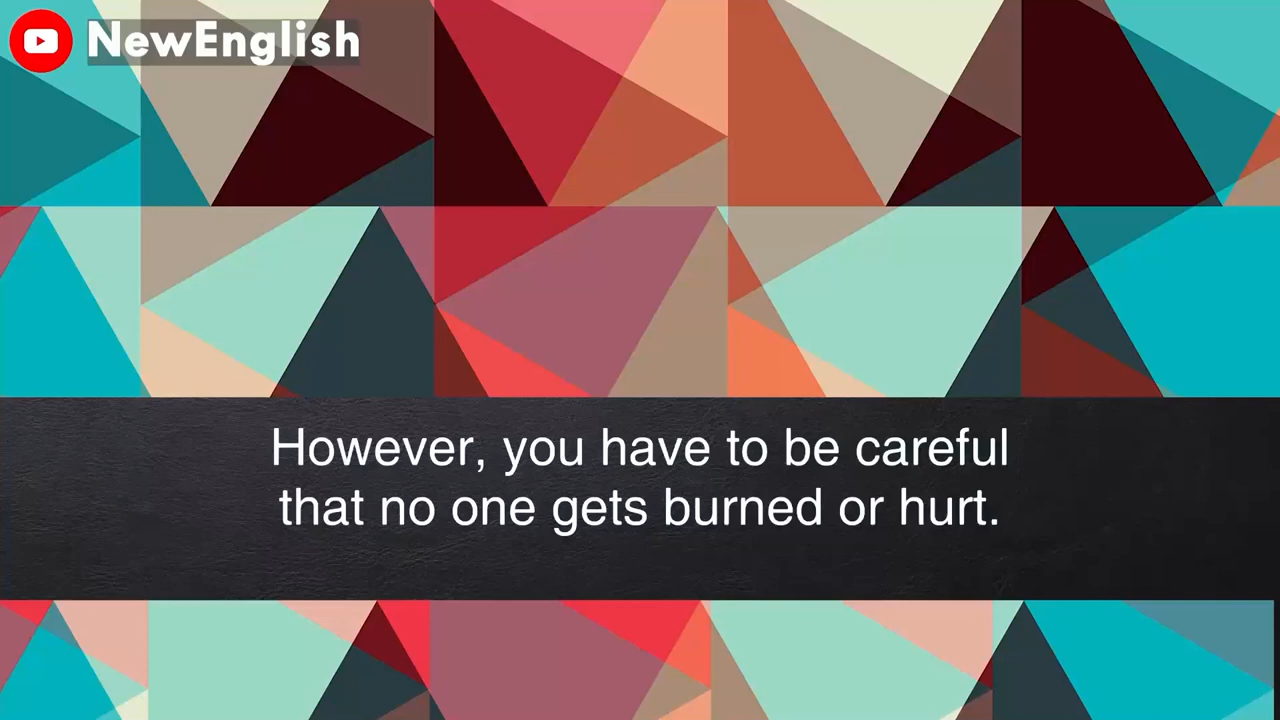 NewEnglish
However, you have to be careful
that no one gets burned or hurt.